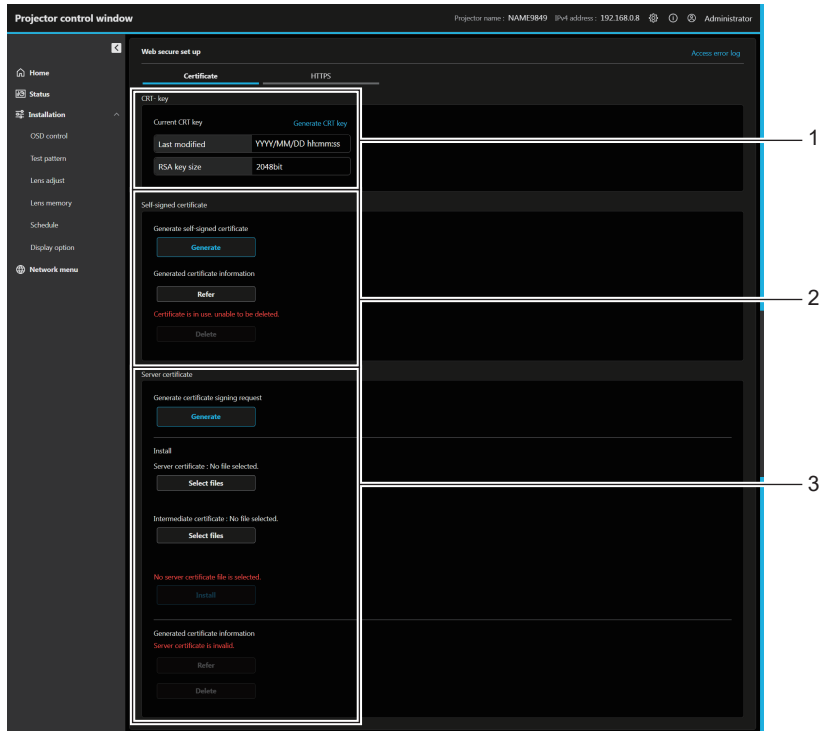 Projector control window
Projector name : NAME9849 IPv4 address : 192.168.0.8 Administrator
Home
Status
Installation
OSD control
Test pattern
Lens adjust
Lens memory
Schedule
Display option
Network menu
Web secure set up
Access error log
Certificate HTTPS
CRT- key
Current CRT key Generate CRT key
Last modified YYYY/MM/DD hh:mm:ss
RSA key size 2048bit
1
Self-signed certificate
Generate self-signed certificate
Generate
Generated certificate information
Refer
Certificate is in use, unable to be deleted.
Delete
2
Server certificate
Generate certificate signing request
Generate
Install
Server certificate : No file selected.
Select files
3
Intermediate certificate : No file selected.
Select files
No server certificate file is selected.
Install
Generated certificate information
Server certificate is invalid.
Refer
Delete